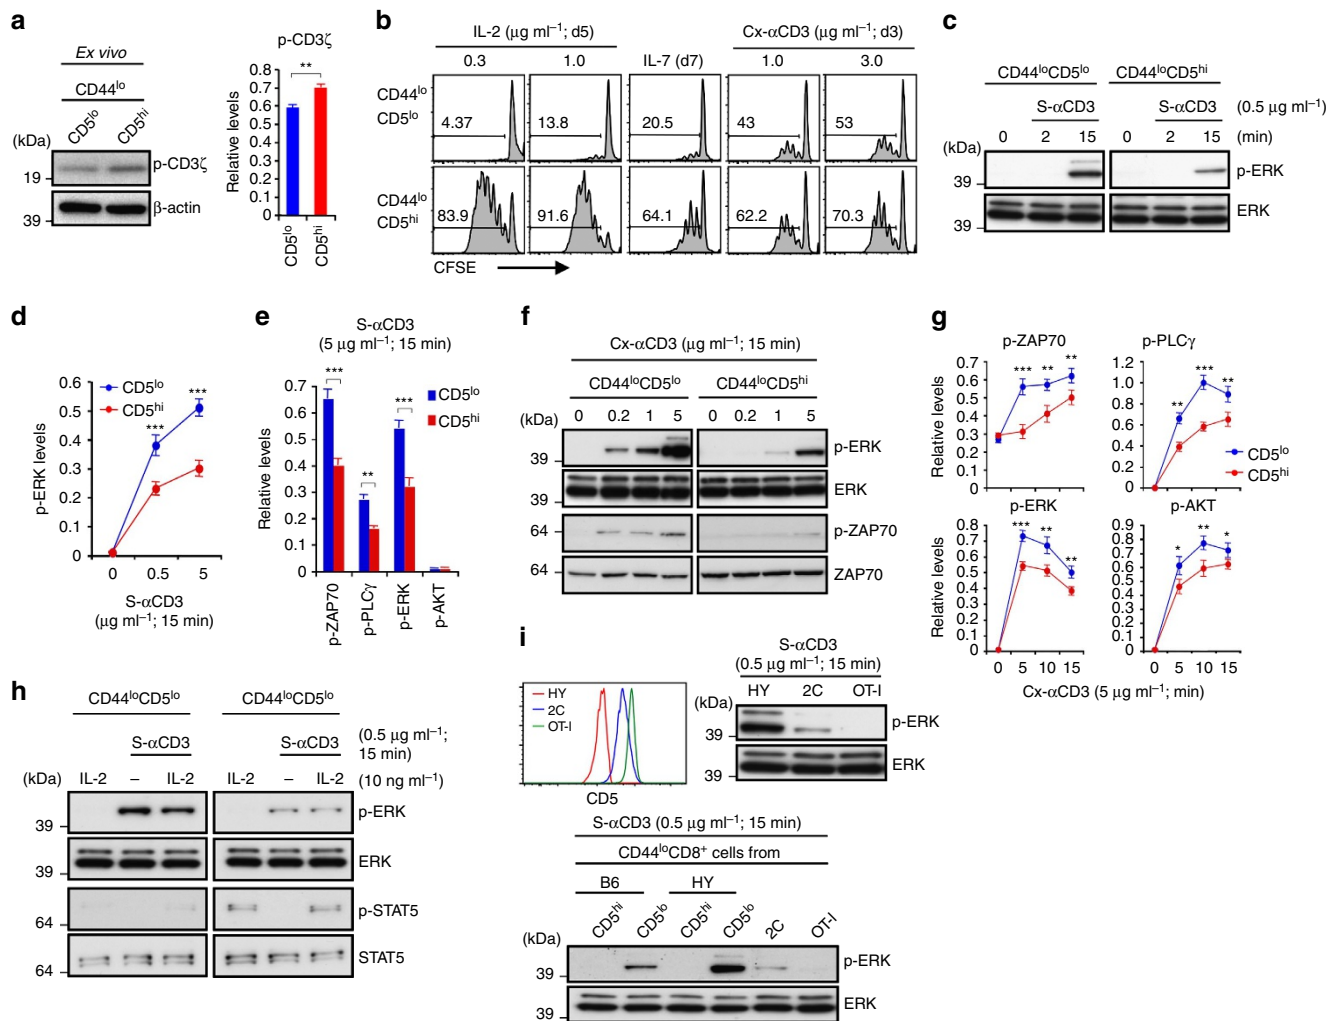 a
Ex vivo
CD44lo
CD5lo CD5hi
(kDa)
p-CD3ζ
19
β-actin
39
p-CD3ζ
**
Relative levels
0.8
0.7
0.6
0.5
0.4
0.3
0.2
0.1
0
CD5lo
CD5hi
b
IL-2 (μg ml–1; d5)
IL-7 (d7)
Cx-αCD3 (μg ml–1; d3)
0.3 1.0 1.0 3.0
CD44lo
CD5lo
4.37 13.8 20.5 43 53
CD44lo
CD5hi
83.9 91.6 64.1 62.2 70.3
CFSE
c
CD44loCD5lo CD44loCD5hi
S-αCD3 S-αCD3 (0.5 μg ml–1)
0 2 15 0 2 15 (min)
(kDa)
39 p-ERK
39 ERK
d
CD5lo
CD5hi
*** ***
p-ERK levels
0.6
0.5
0.4
0.3
0.2
0.1
0
0 0.5 5
S-αCD3
(μg ml–1; 15 min)
e
S-αCD3
(5 μg ml–1; 15 min)
*** ** ***
CD5lo
CD5hi
Relative levels
0.7
0.6
0.5
0.4
0.3
0.2
0.1
0
p-ZAP70
p-PLCγ
p-ERK
p-AKT
f
Cx-αCD3 (μg ml–1; 15 min)
CD44loCD5lo CD44loCD5hi
(kDa)
0 0.2 1 5 0 0.2 1 5
39 p-ERK
39 ERK
64 p-ZAP70
64 ZAP70
g
p-ZAP70
Relative levels
0.7
0.6
0.5
0.4
0.3
0.2
0.1
0
*** ** **
p-PLCγ
1.2
1.0
0.8
0.6
0.4
0.2
0
** *** **
CD5lo
CD5hi
p-ERK
Relative levels
0.8
0.7
0.6
0.5
0.4
0.3
0.2
0.1
0
*** ** **
0 5 10 15
p-AKT
0.9
0.8
0.7
0.6
0.5
0.4
0.3
0.2
0.1
0
* ** *
0 5 10 15
Cx-αCD3 (5 μg ml–1; min)
h
CD44loCD5lo CD44loCD5lo
S-αCD3 S-αCD3 (0.5 μg ml–1;
15 min)
(kDa) IL-2 – IL-2 IL-2 – IL-2 (10 ng ml–1)
39 p-ERK
39 ERK
64 p-STAT5
64 STAT5
i
HY
2C
OT-I
CD5
S-αCD3
(0.5 μg ml–1; 15 min)
(kDa) HY 2C OT-I
39 p-ERK
39 ERK
S-αCD3 (0.5 μg ml–1; 15 min)
CD44loCD8+ cells from
B6 HY
CD5hi CD5lo CD5hi CD5lo 2C OT-I
(kDa)
39 p-ERK
39 ERK